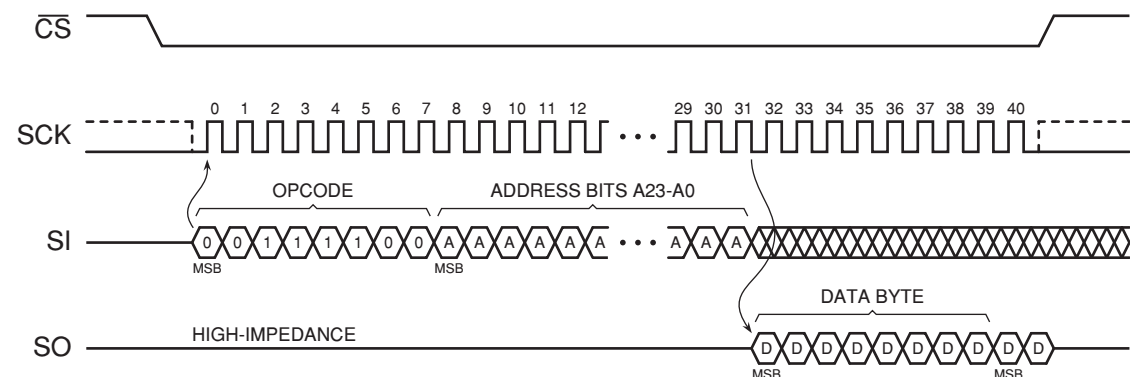 CS
0 1 2 3 4 5 6 7 8 9 10 11 12 29 30 31 32 33 34 35 36 37 38 39 40
SCK
OPCODE ADDRESS BITS A23-A0
SI 0 0 1 1 1 1 0 0 A A A A A A A A A
MSB MSB
DATA BYTE
HIGH-IMPEDANCE
SO D D D D D D D D D D
MSB MSB